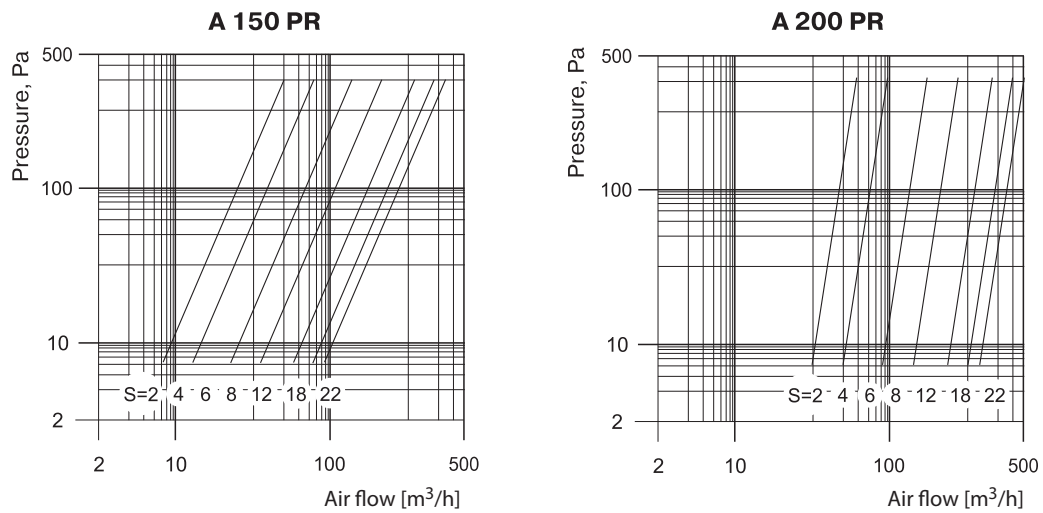 A 150 PR
Pressure, Pa
500
100
10
2
S=2 4 6 8 12 18 22
2 10 100 500
Air flow [m³/h]
A 200 PR
Pressure, Pa
500
100
10
2
S=2 4 6 8 12 18 22
2 10 100 500
Air flow [m³/h]